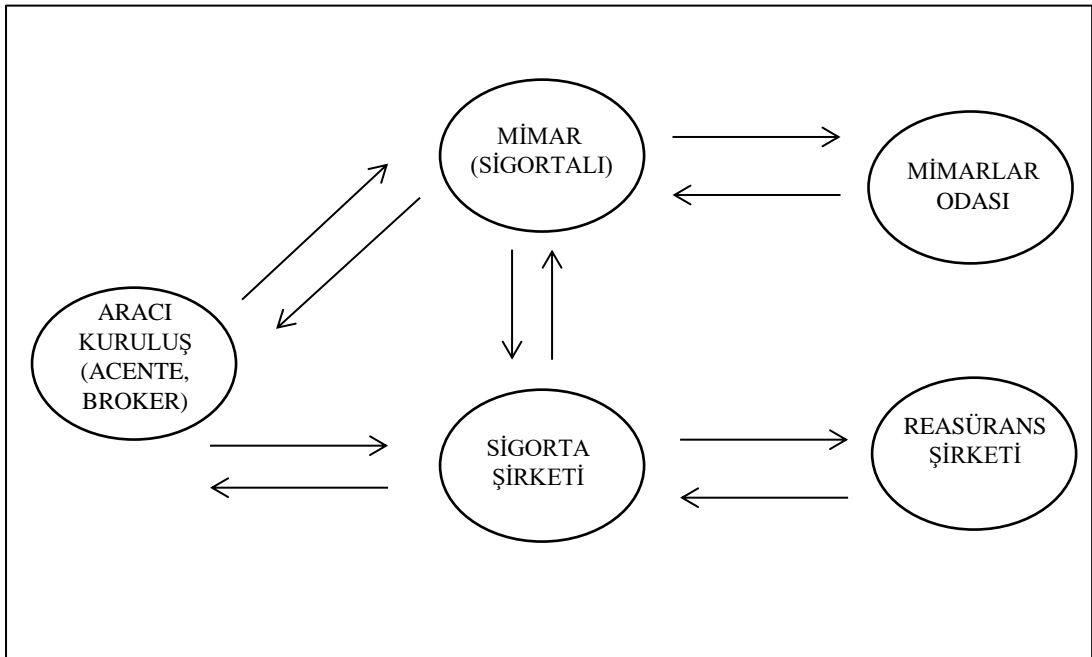 MİMAR
(SİGORTALI)
MİMARLAR
ODASI
ARACI
KURULUŞ
(ACENTE,
BROKER)
SİGORTA
ŞİRKETİ
REASÜRANS
ŞİRKETİ